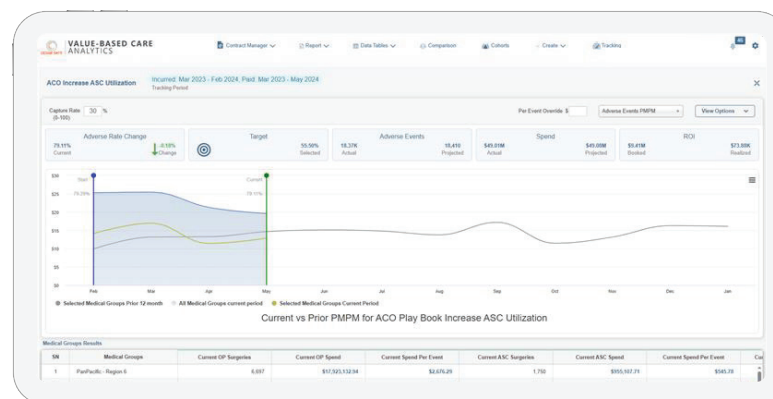 VALUE-BASED CARE
ANALYTICS
Contract Manager Report Data Tables Comparison Cohorts Create Tracking
ACO Increase ASC Utilization Incurred: Mar 2023 - Feb 2024, Paid: Mar 2023 - May 2024
Tracking Period
Capture Rate 30 % Per Event Override $ Adverse Events PMPM View Options
(0-100)
Adverse Rate Change Target Adverse Events Spend ROI
79.11% -0.18% 55.50% 18.37K 18,410 $49.01M $49.08M $9.41M $73.88K
Current Change Selected Actual Projected Actual Projected Booked Realized
$30 Start Current
$25 79.29% 79.11%
$20
$15
$10
$5
$0
Feb Mar Apr May Jun Jul Aug Sep Oct Nov Dec Jan
Selected Medical Groups Prior 12 month All Medical Groups current period Selected Medical Groups Current Period
Current vs Prior PMPM for ACO Play Book Increase ASC Utilization
Medical Groups Results
SN Medical Groups Current OP Surgeries Current OP Spend Current Spend Per Event Current ASC Surgeries Current ASC Spend Current Spend Per Event
1 PanPacific - Region 6 6,697 $17,923,132.04 $2,676.29 1,750 $955,107.71 $545.78